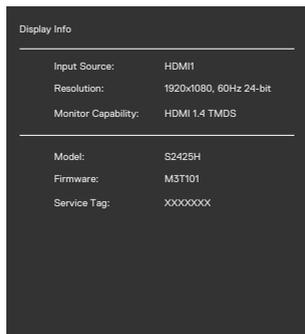 Display Info
Input Source: HDMI1
Resolution: 1920x1080, 60Hz 24-bit
Monitor Capability: HDMI 1.4 TMDS
Model: S2425H
Firmware: M3T101
Service Tag: XXXXXXX